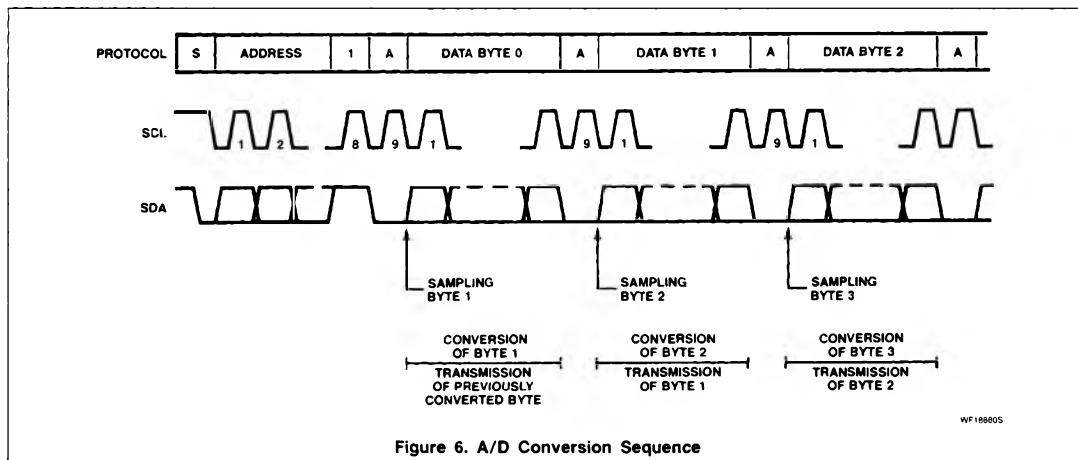 PROTOCOL S ADDRESS 1 A DATA BYTE 0 A DATA BYTE 1 A DATA BYTE 2 A
SCL
1 2 8 9 1 9 1 9 1
SDA
SAMPLING BYTE 1
SAMPLING BYTE 2
SAMPLING BYTE 3
CONVERSION OF BYTE 1
TRANSMISSION OF PREVIOUSLY CONVERTED BYTE
CONVERSION OF BYTE 2
TRANSMISSION OF BYTE 1
CONVERSION OF BYTE 3
TRANSMISSION OF BYTE 2
Figure 6. A/D Conversion Sequence